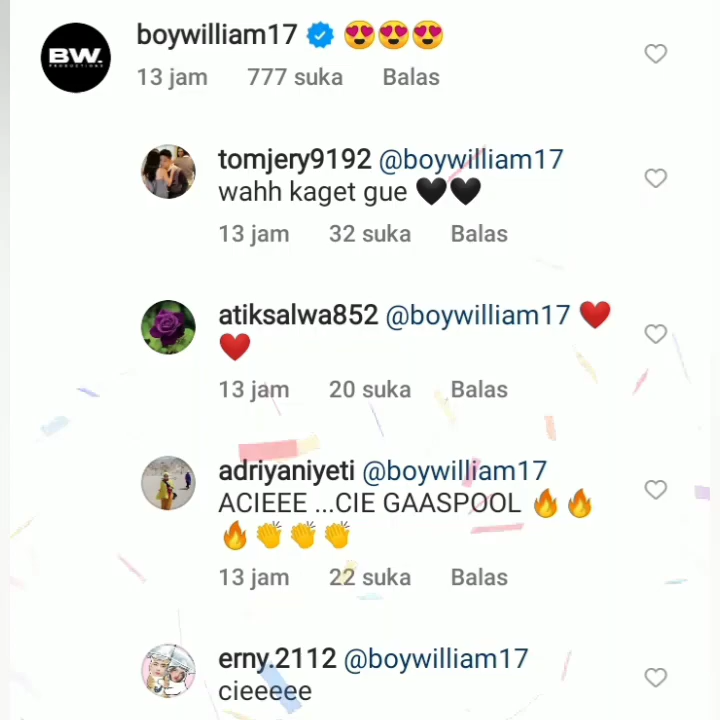 BW.
PRODUCTIONS
boywilliam17 😍😍😍
13 jam 777 suka Balas
tomjery9192 @boywilliam17
wahh kaget gue 🖤🖤
13 jam 32 suka Balas
atiksalwa852 @boywilliam17 ❤️
❤️
13 jam 20 suka Balas
adriyaniyeti @boywilliam17
ACIEEE ...CIE GAASPOOL 🔥🔥
🔥👏👏👏
13 jam 22 suka Balas
erny.2112 @boywilliam17
cieeeee